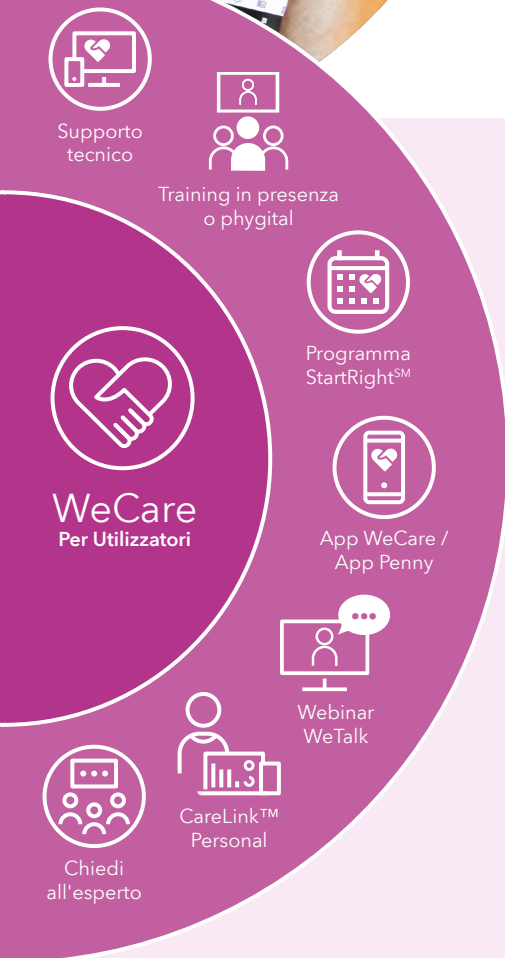 Supporto
tecnico
Training in presenza
o phygital
Programma
StartRight℠
WeCare
Per Utilizzatori
App WeCare /
App Penny
Webinar
WeTalk
CareLink™
Personal
Chiedi
all'esperto